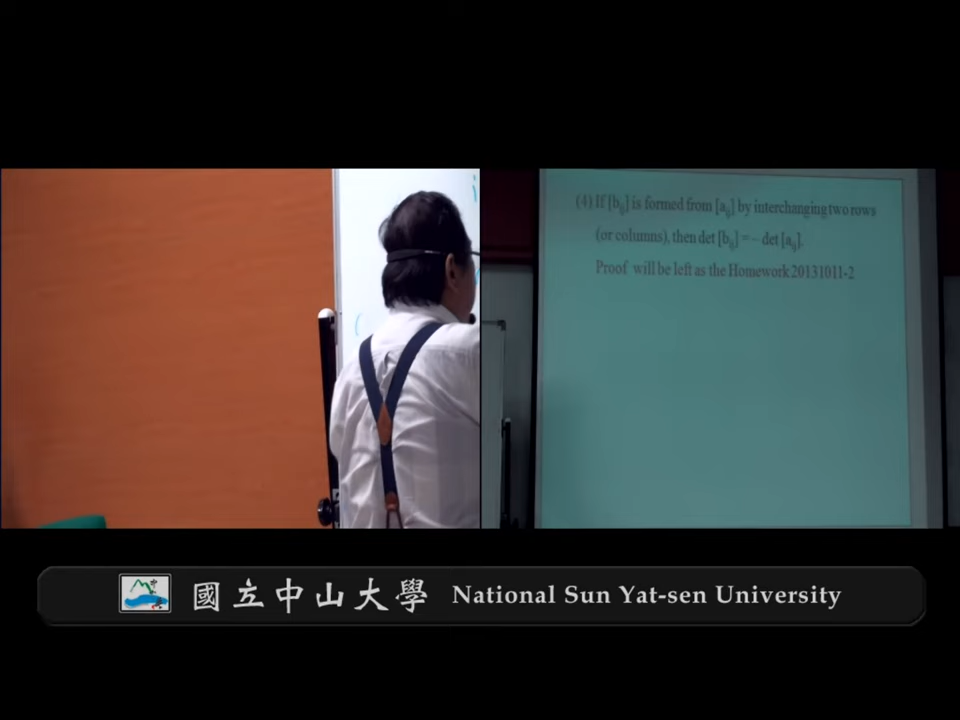 (4) If [b_ij] is formed from [a_ij] by interchanging two rows
(or columns), then det [b_ij] = – det [a_ij].
Proof will be left as the Homework 20131011-2
國立中山大學 National Sun Yat-sen University